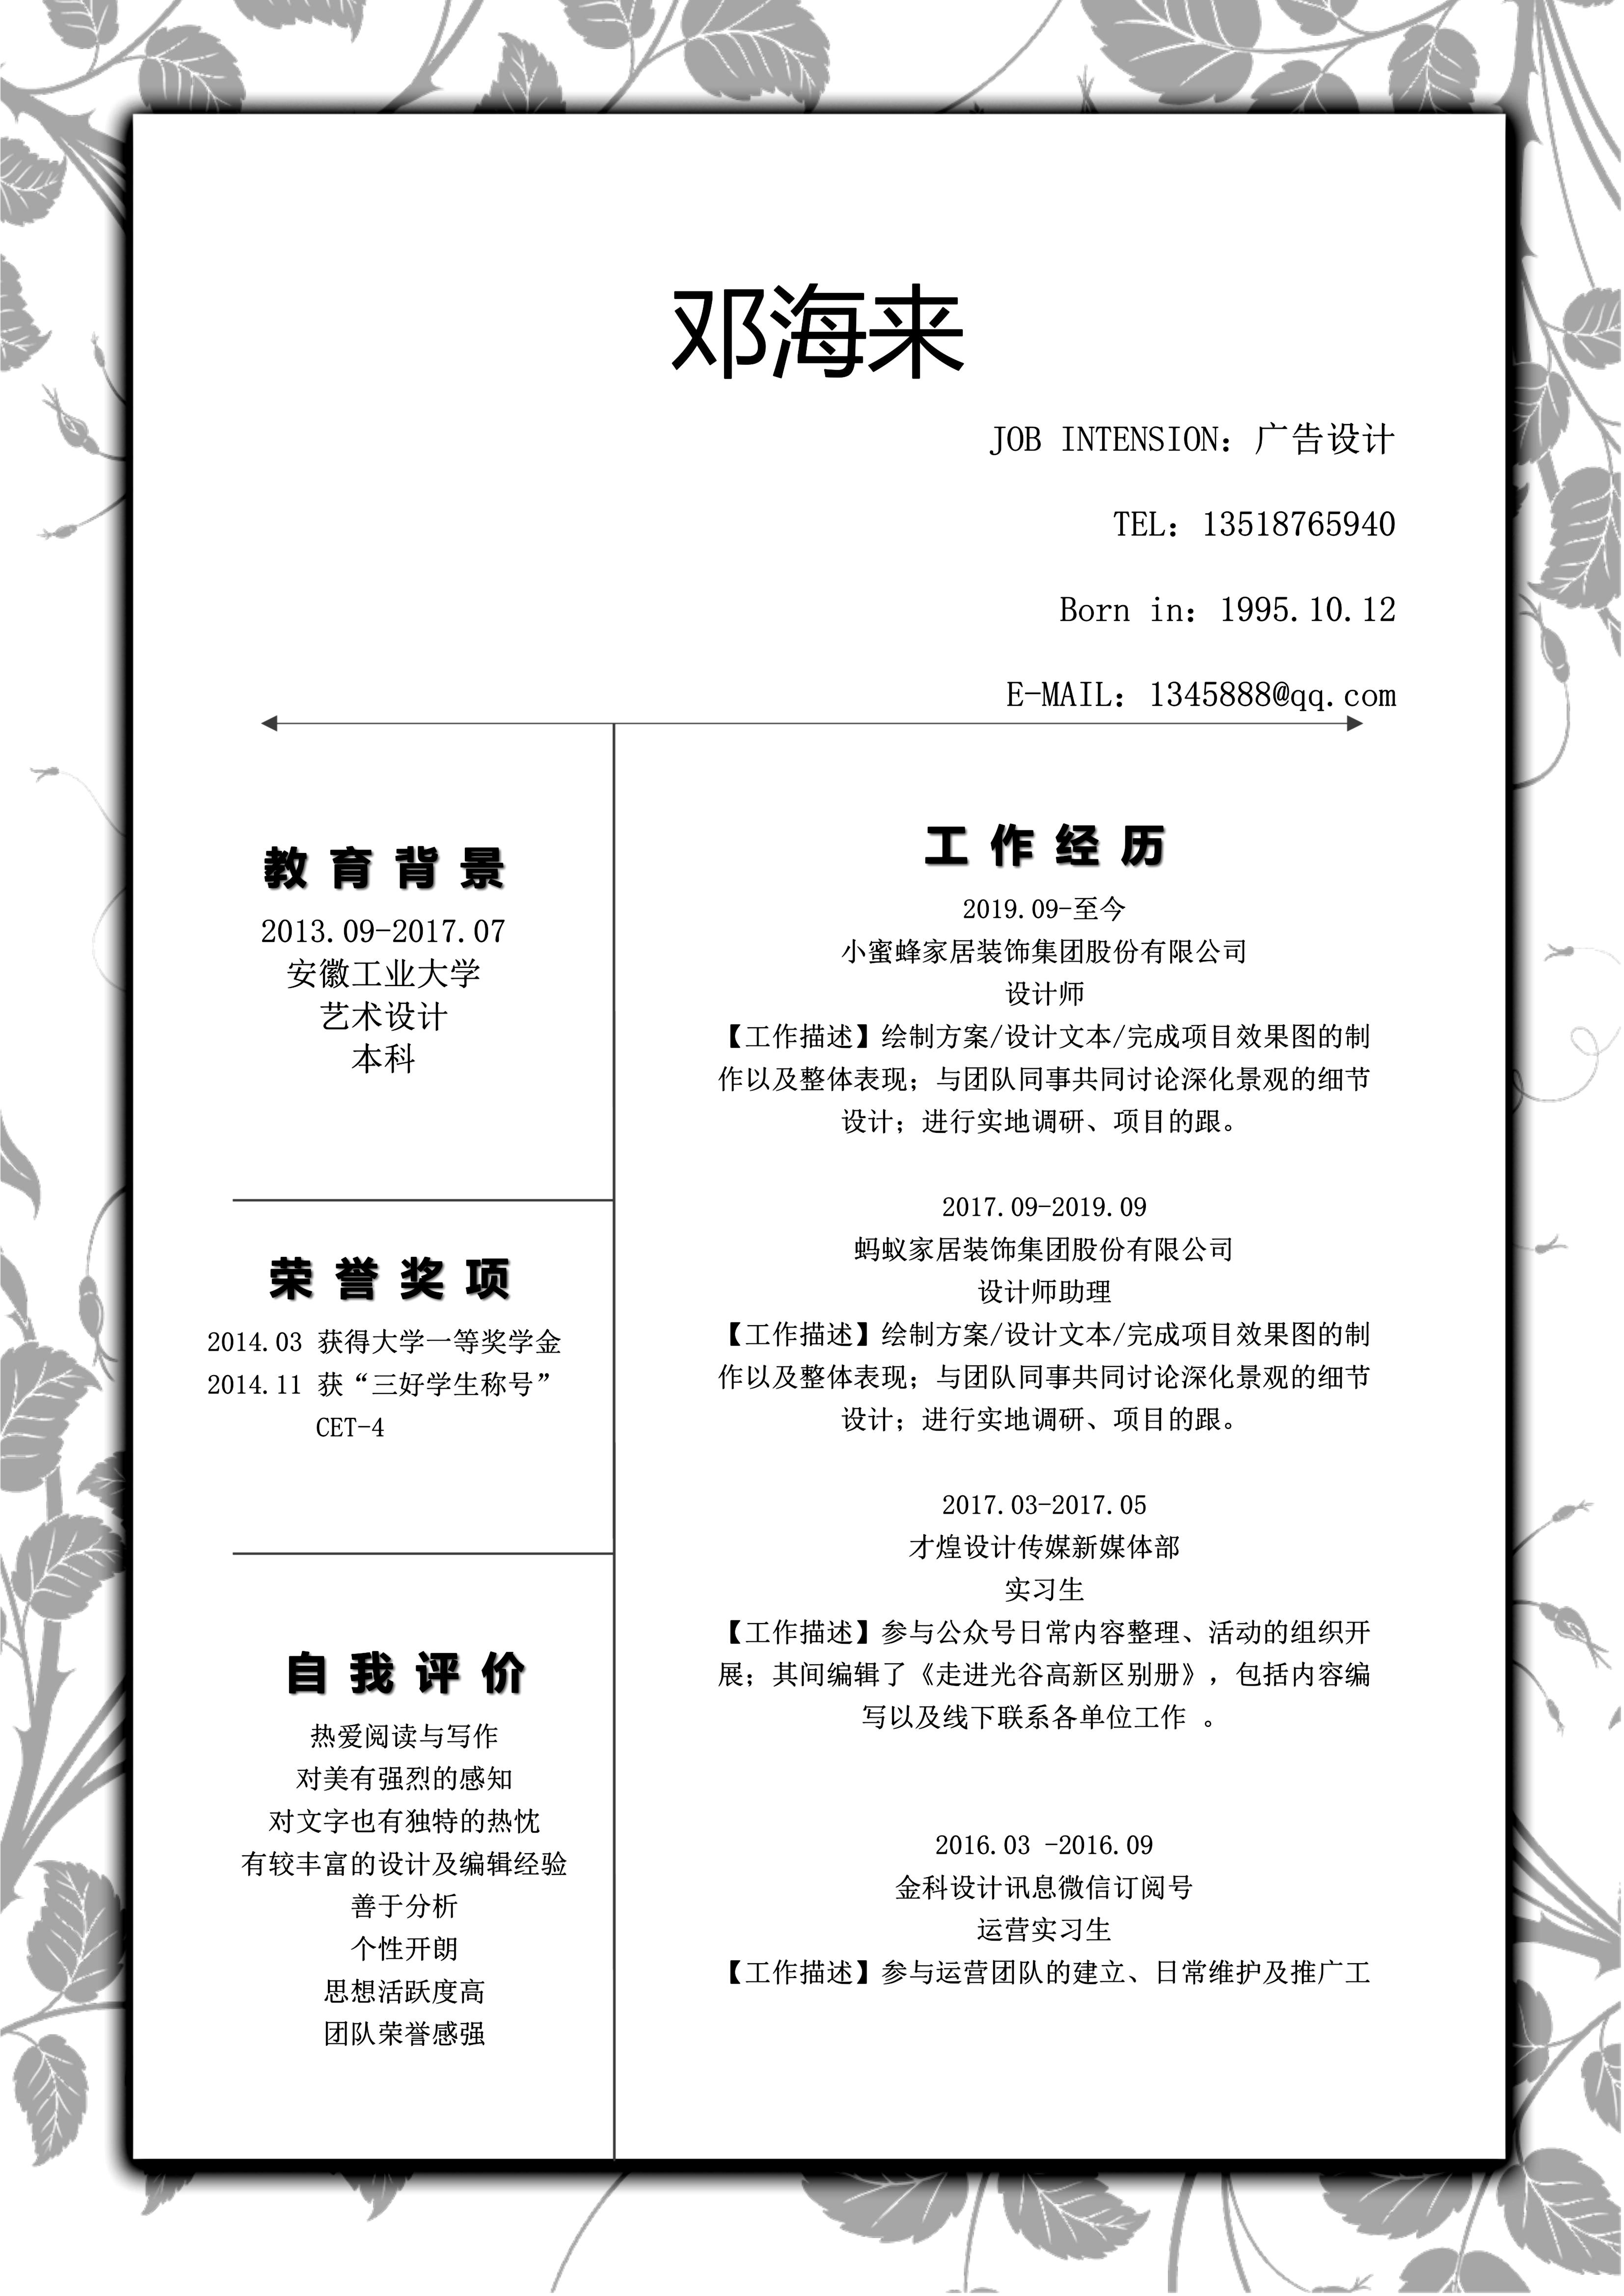 邓海来
JOB INTENSION：广告设计
TEL：13518765940
Born in：1995.10.12
E-MAIL：1345888@qq.com
教育背景
2013.09-2017.07
安徽工业大学
艺术设计
本科
荣誉奖项
2014.03 获得大学一等奖学金
2014.11 获“三好学生称号”
CET-4
自我评价
热爱阅读与写作
对美有强烈的感知
对文字也有独特的热忱
有较丰富的设计及编辑经验
善于分析
个性开朗
思想活跃度高
团队荣誉感强
工作经历
2019.09-至今
小蜜蜂家居装饰集团股份有限公司
设计师
【工作描述】绘制方案/设计文本/完成项目效果图的制
作以及整体表现；与团队同事共同讨论深化景观的细节
设计；进行实地调研、项目的跟。
2017.09-2019.09
蚂蚁家居装饰集团股份有限公司
设计师助理
【工作描述】绘制方案/设计文本/完成项目效果图的制
作以及整体表现；与团队同事共同讨论深化景观的细节
设计；进行实地调研、项目的跟。
2017.03-2017.05
才煌设计传媒新媒体部
实习生
【工作描述】参与公众号日常内容整理、活动的组织开
展；其间编辑了《走进光谷高新区别册》，包括内容编
写以及线下联系各单位工作 。
2016.03 -2016.09
金科设计讯息微信订阅号
运营实习生
【工作描述】参与运营团队的建立、日常维护及推广工